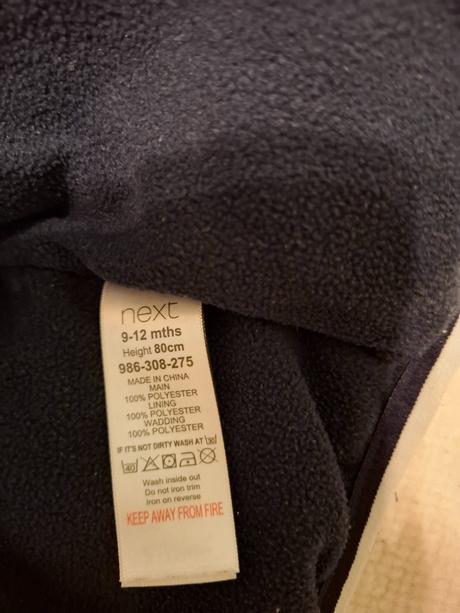 next
9-12 mths
Height 80cm
986-308-275
MADE IN CHINA
MAIN
100% POLYESTER
LINING
100% POLYESTER
WADDING
100% POLYESTER
IF IT'S NOT DIRTY WASH AT 30
40
Wash inside out
Do not iron trim
Iron on reverse
KEEP AWAY FROM FIRE